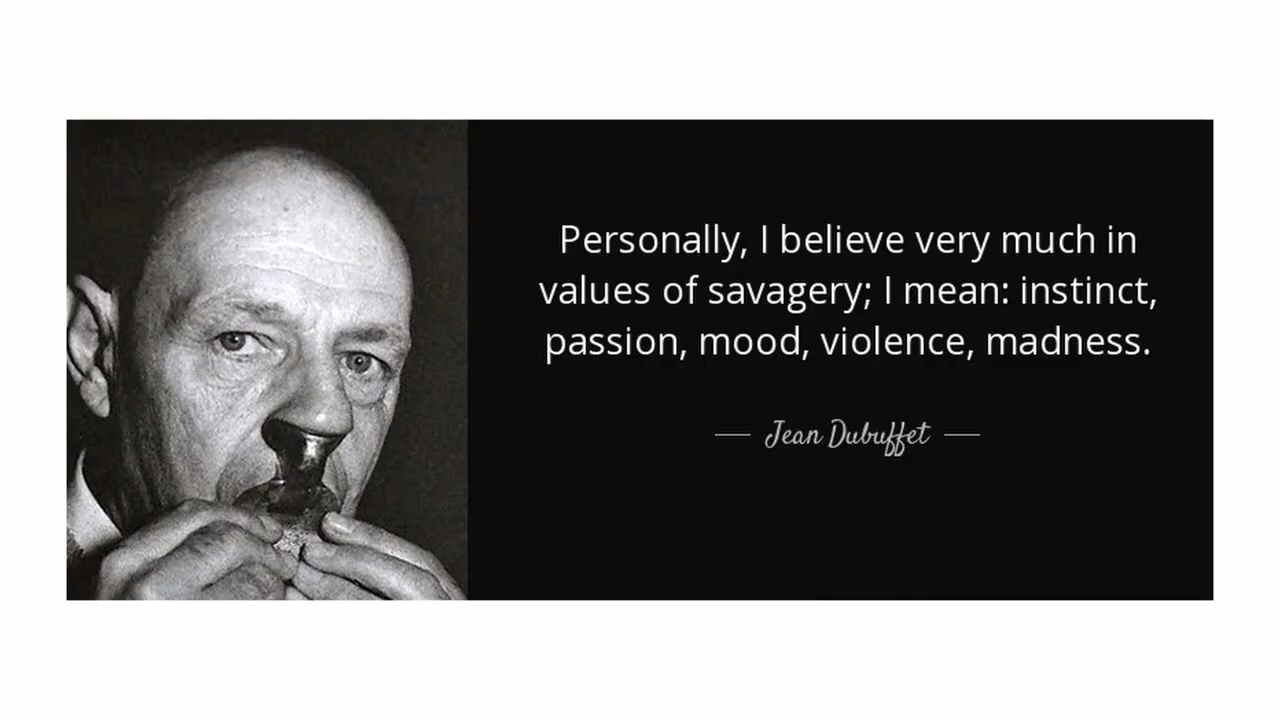 Personally, I believe very much in
values of savagery; I mean: instinct,
passion, mood, violence, madness.
Jean Dubuffet